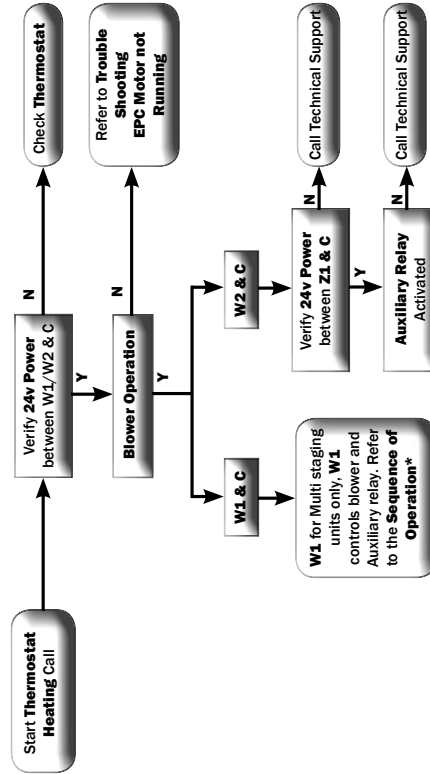 Start Thermostat
Heating Call
Verify 24v Power
between W1/W2 & C
N
Check Thermostat
Y
Blower Operation
N
Refer to Trouble
Shooting
EPC Motor not
Running
Y
W1 & C
W2 & C
W1 for Multi staging
units only, W1
controls blower and
Auxiliary relay. Refer
to the Sequence of
Operation*
Verify 24v Power
between Z1 & C
N
Call Technical Support
Y
Auxiliary Relay
Activated
N
Call Technical Support